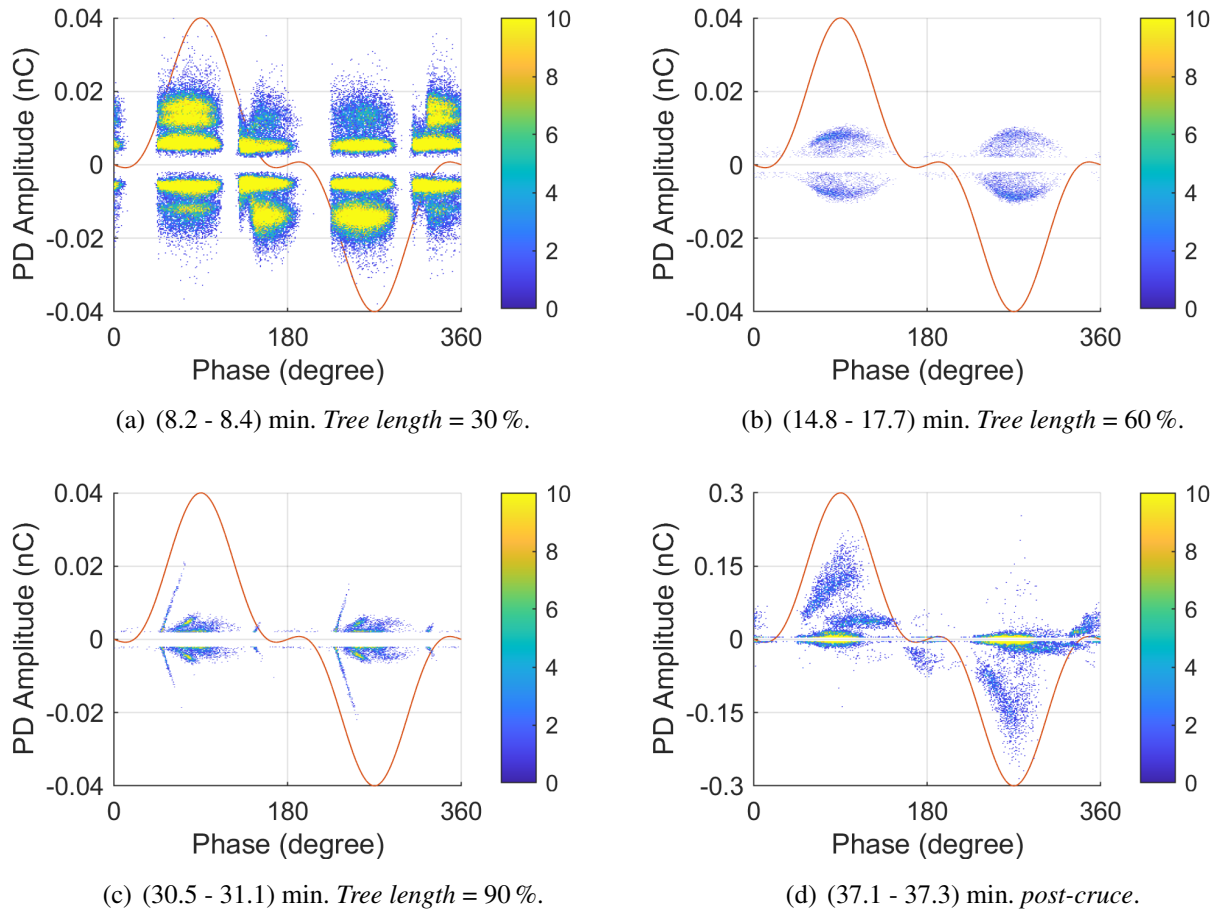 0.04
0.02
0
-0.02
-0.04
PD Amplitude (nC)
0 180 360
Phase (degree)
10
8
6
4
2
0
(a) (8.2 - 8.4) min. Tree length = 30 %.
0.04
0.02
0
-0.02
-0.04
PD Amplitude (nC)
0 180 360
Phase (degree)
10
8
6
4
2
0
(b) (14.8 - 17.7) min. Tree length = 60 %.
0.04
0.02
0
-0.02
-0.04
PD Amplitude (nC)
0 180 360
Phase (degree)
10
8
6
4
2
0
(c) (30.5 - 31.1) min. Tree length = 90 %.
0.3
0.15
0
-0.15
-0.3
PD Amplitude (nC)
0 180 360
Phase (degree)
10
8
6
4
2
0
(d) (37.1 - 37.3) min. post-cruce.